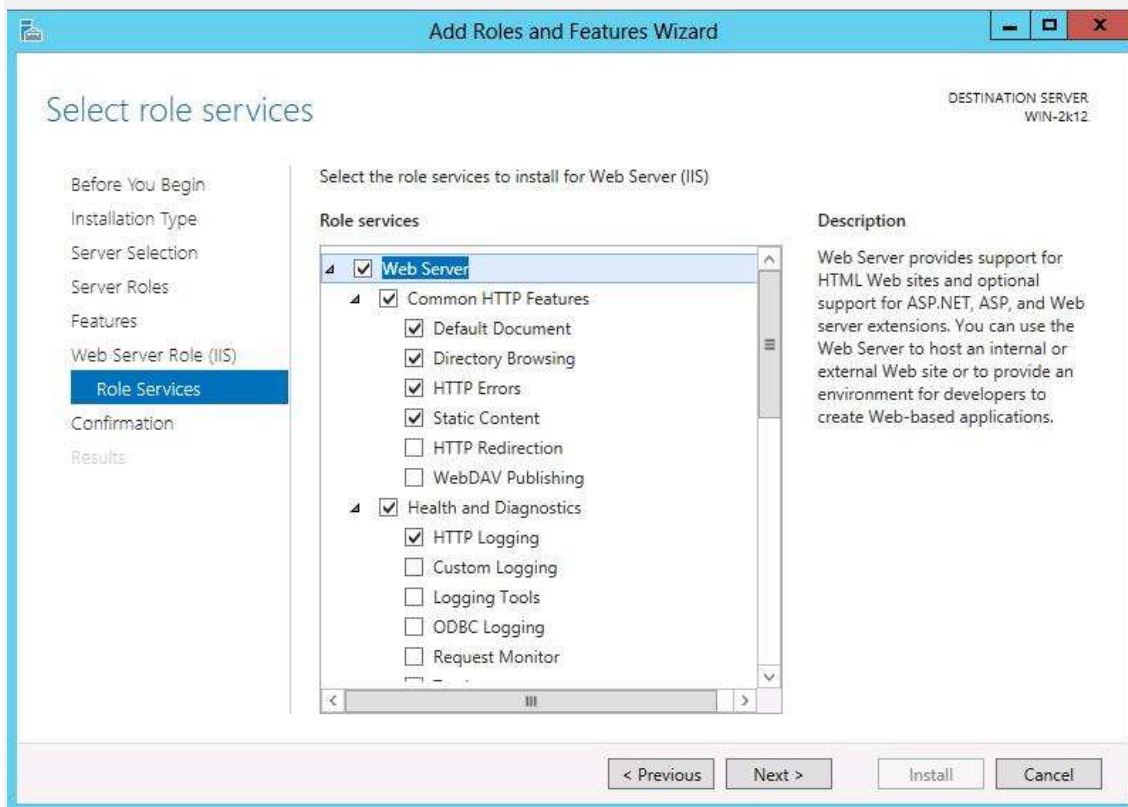 Add Roles and Features Wizard
Select role services
DESTINATION SERVER
WIN-2k12
Before You Begin
Installation Type
Server Selection
Server Roles
Features
Web Server Role (IIS)
Role Services
Confirmation
Results
Select the role services to install for Web Server (IIS)
Role services
Web Server
Common HTTP Features
Default Document
Directory Browsing
HTTP Errors
Static Content
HTTP Redirection
WebDAV Publishing
Health and Diagnostics
HTTP Logging
Custom Logging
Logging Tools
ODBC Logging
Request Monitor
Description
Web Server provides support for
HTML Web sites and optional
support for ASP.NET, ASP, and Web
server extensions. You can use the
Web Server to host an internal or
external Web site or to provide an
environment for developers to
create Web-based applications.
< Previous
Next >
Install
Cancel